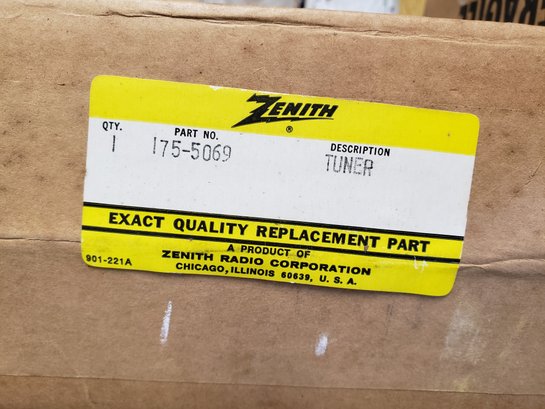 FRAGILE
ZENITH
®
QTY. PART NO. DESCRIPTION
1 175-5069 TUNER
EXACT QUALITY REPLACEMENT PART
A PRODUCT OF
ZENITH RADIO CORPORATION
901-221A CHICAGO, ILLINOIS 60639, U. S. A.